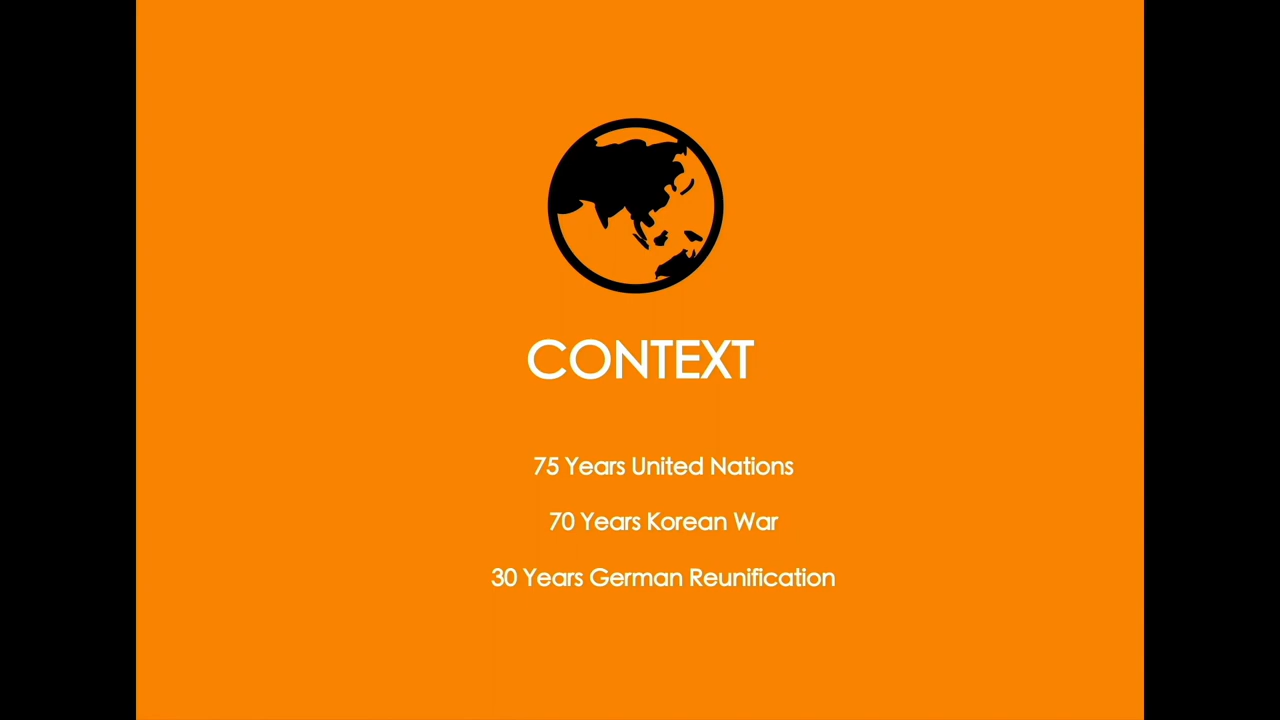 CONTEXT
75 Years United Nations
70 Years Korean War
30 Years German Reunification